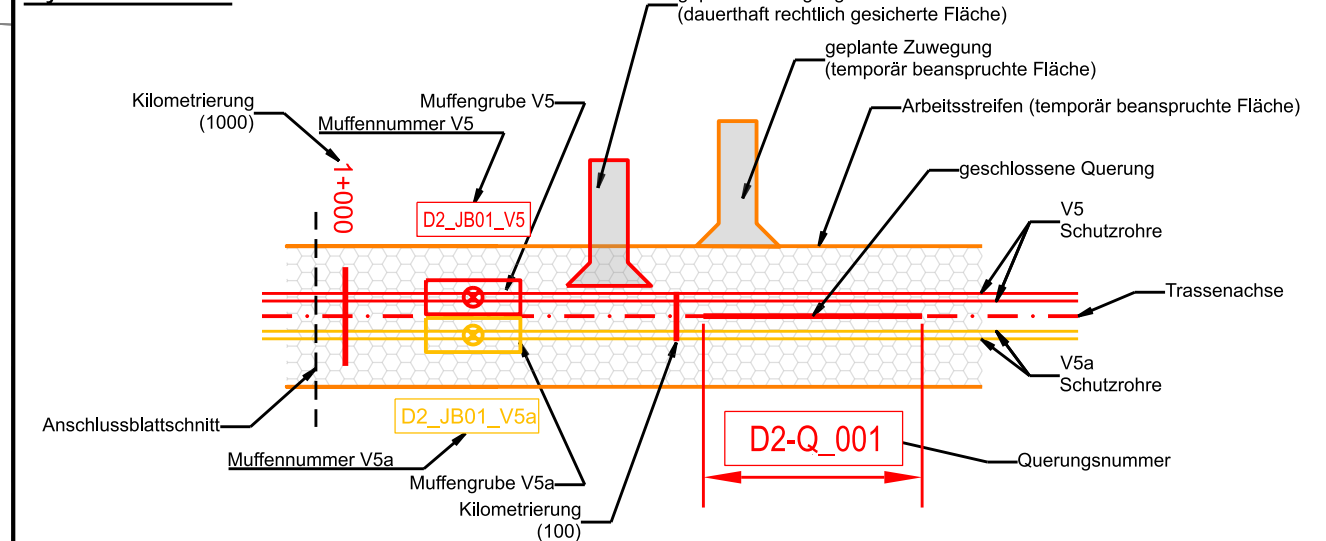 (dauerthaft rechtlich gesicherte Fläche)
geplante Zuwegung
(temporär beanspruchte Fläche)
Kilometrierung
(1000)
Muffengrube V5
Arbeitsstreifen (temporär beanspruchte Fläche)
Muffennummer V5
1+000
geschlossene Querung
D2_JB01_V5
V5
Schutzrohre
Trassenachse
V5a
Schutzrohre
Anschlussblattschnitt
D2_JB01_V5a
D2-Q_001
Muffennummer V5a
Querungsnummer
Muffengrube V5a
Kilometrierung
(100)